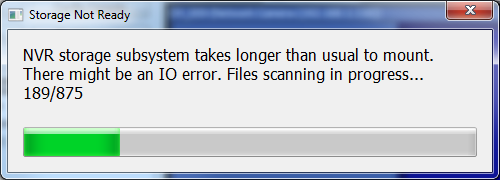 Storage Not Ready
NVR storage subsystem takes longer than usual to mount.
There might be an IO error. Files scanning in progress...
189/875